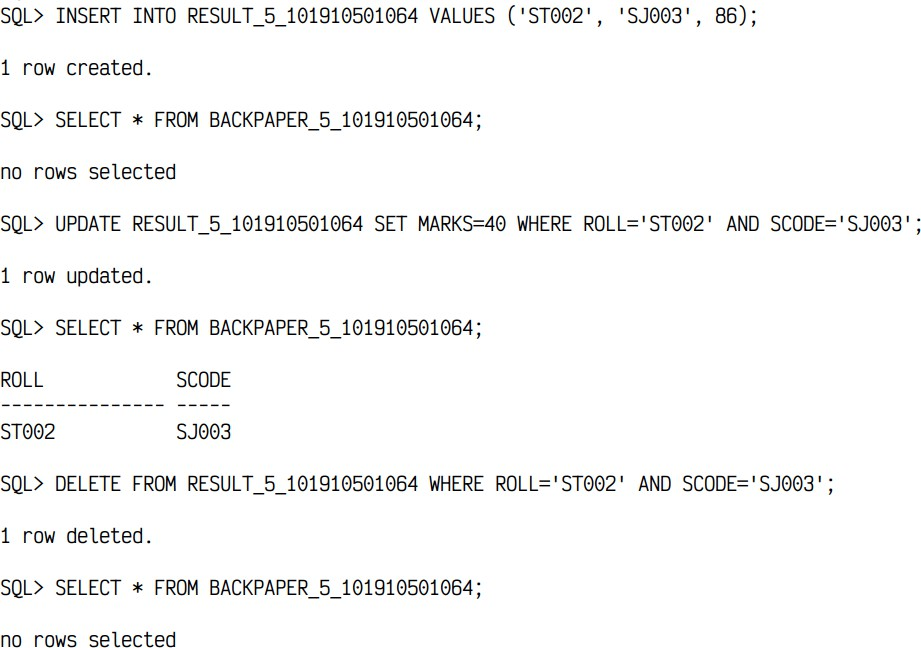 SQL> INSERT INTO RESULT_5_101910501064 VALUES ('ST002', 'SJ003', 86);
1 row created.
SQL> SELECT * FROM BACKPAPER_5_101910501064;
no rows selected
SQL> UPDATE RESULT_5_101910501064 SET MARKS=40 WHERE ROLL='ST002' AND SCODE='SJ003';
1 row updated.
SQL> SELECT * FROM BACKPAPER_5_101910501064;
ROLL            SCODE
--------------- -----
ST002           SJ003
SQL> DELETE FROM RESULT_5_101910501064 WHERE ROLL='ST002' AND SCODE='SJ003';
1 row deleted.
SQL> SELECT * FROM BACKPAPER_5_101910501064;
no rows selected